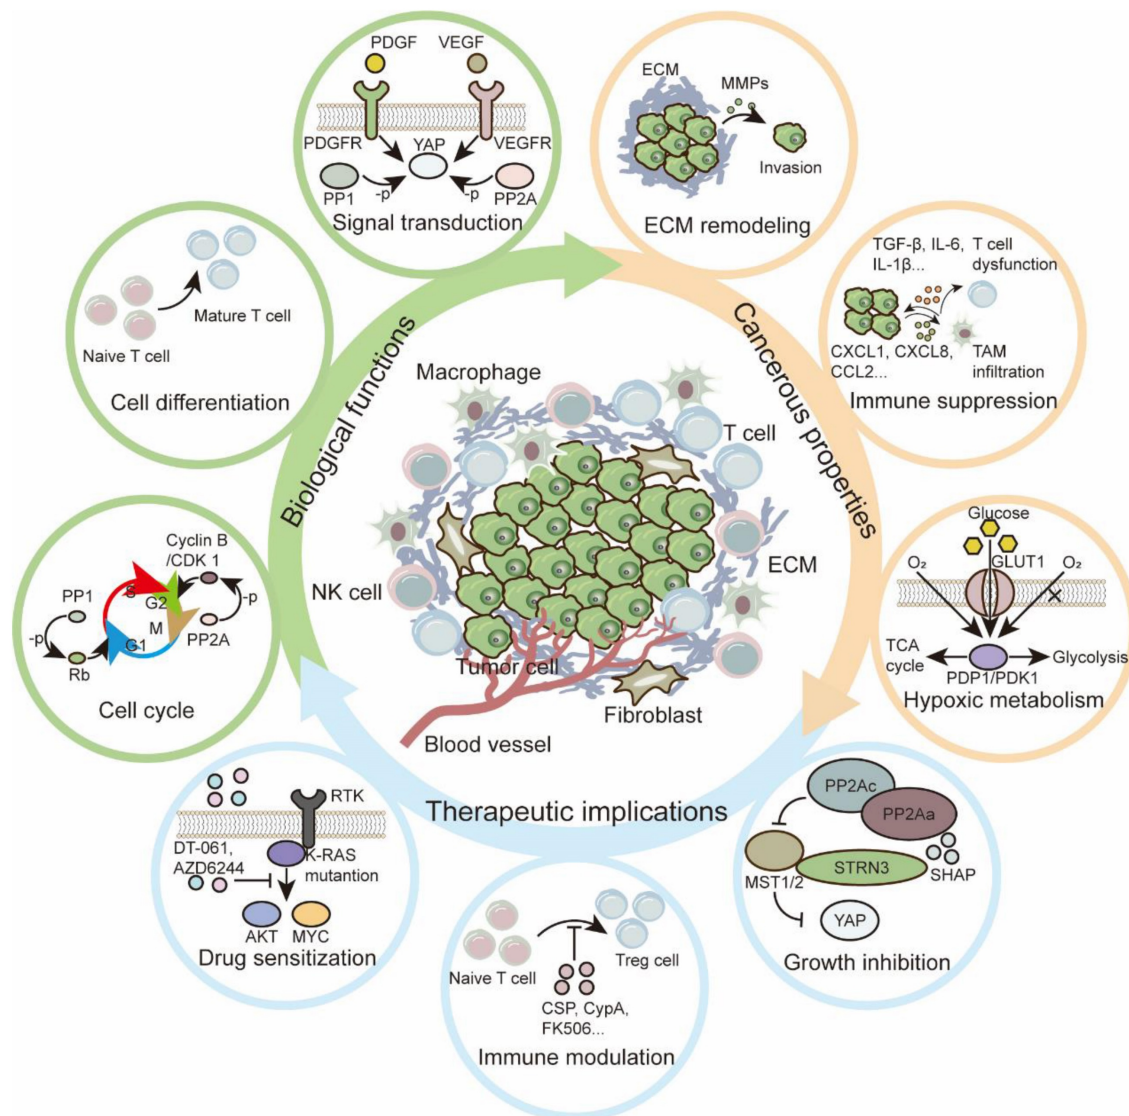 PDGF
VEGF
PDGFR
YAP
VEGFR
PP1
-p
-p
PP2A
Signal transduction
ECM
MMPs
Invasion
ECM remodeling
TGF-β, IL-6,
IL-1β...
T cell
dysfunction
CXCL1, CXCL8,
CCL2...
TAM
infiltration
Immune suppression
Naive T cell
Mature T cell
Cell differentiation
Biological functions
Cancerous properties
Macrophage
T cell
NK cell
ECM
Tumor cell
Fibroblast
Blood vessel
Therapeutic implications
Cyclin B
/CDK 1
PP1
-p
Rb
S
G2
M
G1
-p
PP2A
Cell cycle
Glucose
O₂
GLUT1
O₂
TCA
cycle
PDP1/PDK1
Glycolysis
Hypoxic metabolism
RTK
DT-061,
AZD6244
K-RAS
mutantion
AKT
MYC
Drug sensitization
Naive T cell
Treg cell
CSP, CypA,
FK506...
Immune modulation
PP2Ac
PP2Aa
STRN3
MST1/2
SHAP
YAP
Growth inhibition